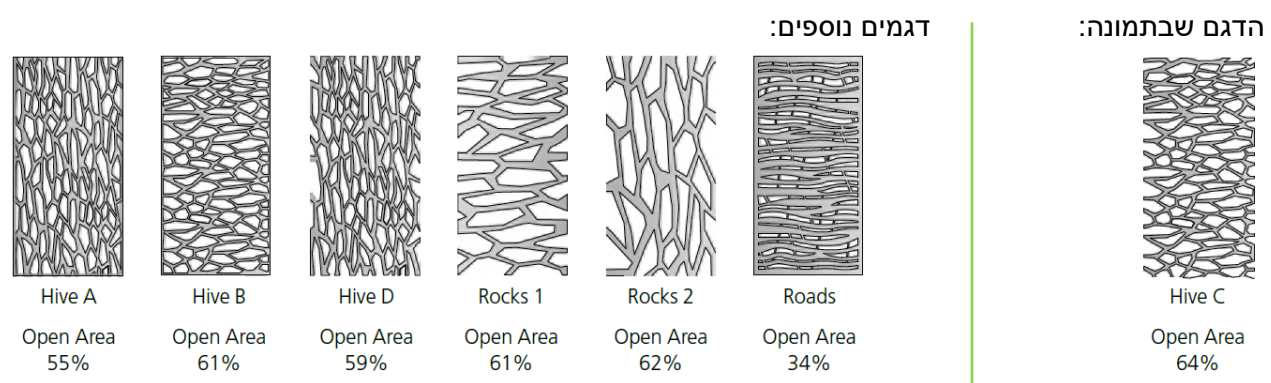 הדגם שבתמונה:
דגמים נוספים:
Hive A
Hive B
Hive D
Rocks 1
Rocks 2
Roads
Hive C
Open Area
55%
Open Area
61%
Open Area
59%
Open Area
61%
Open Area
62%
Open Area
34%
Open Area
64%